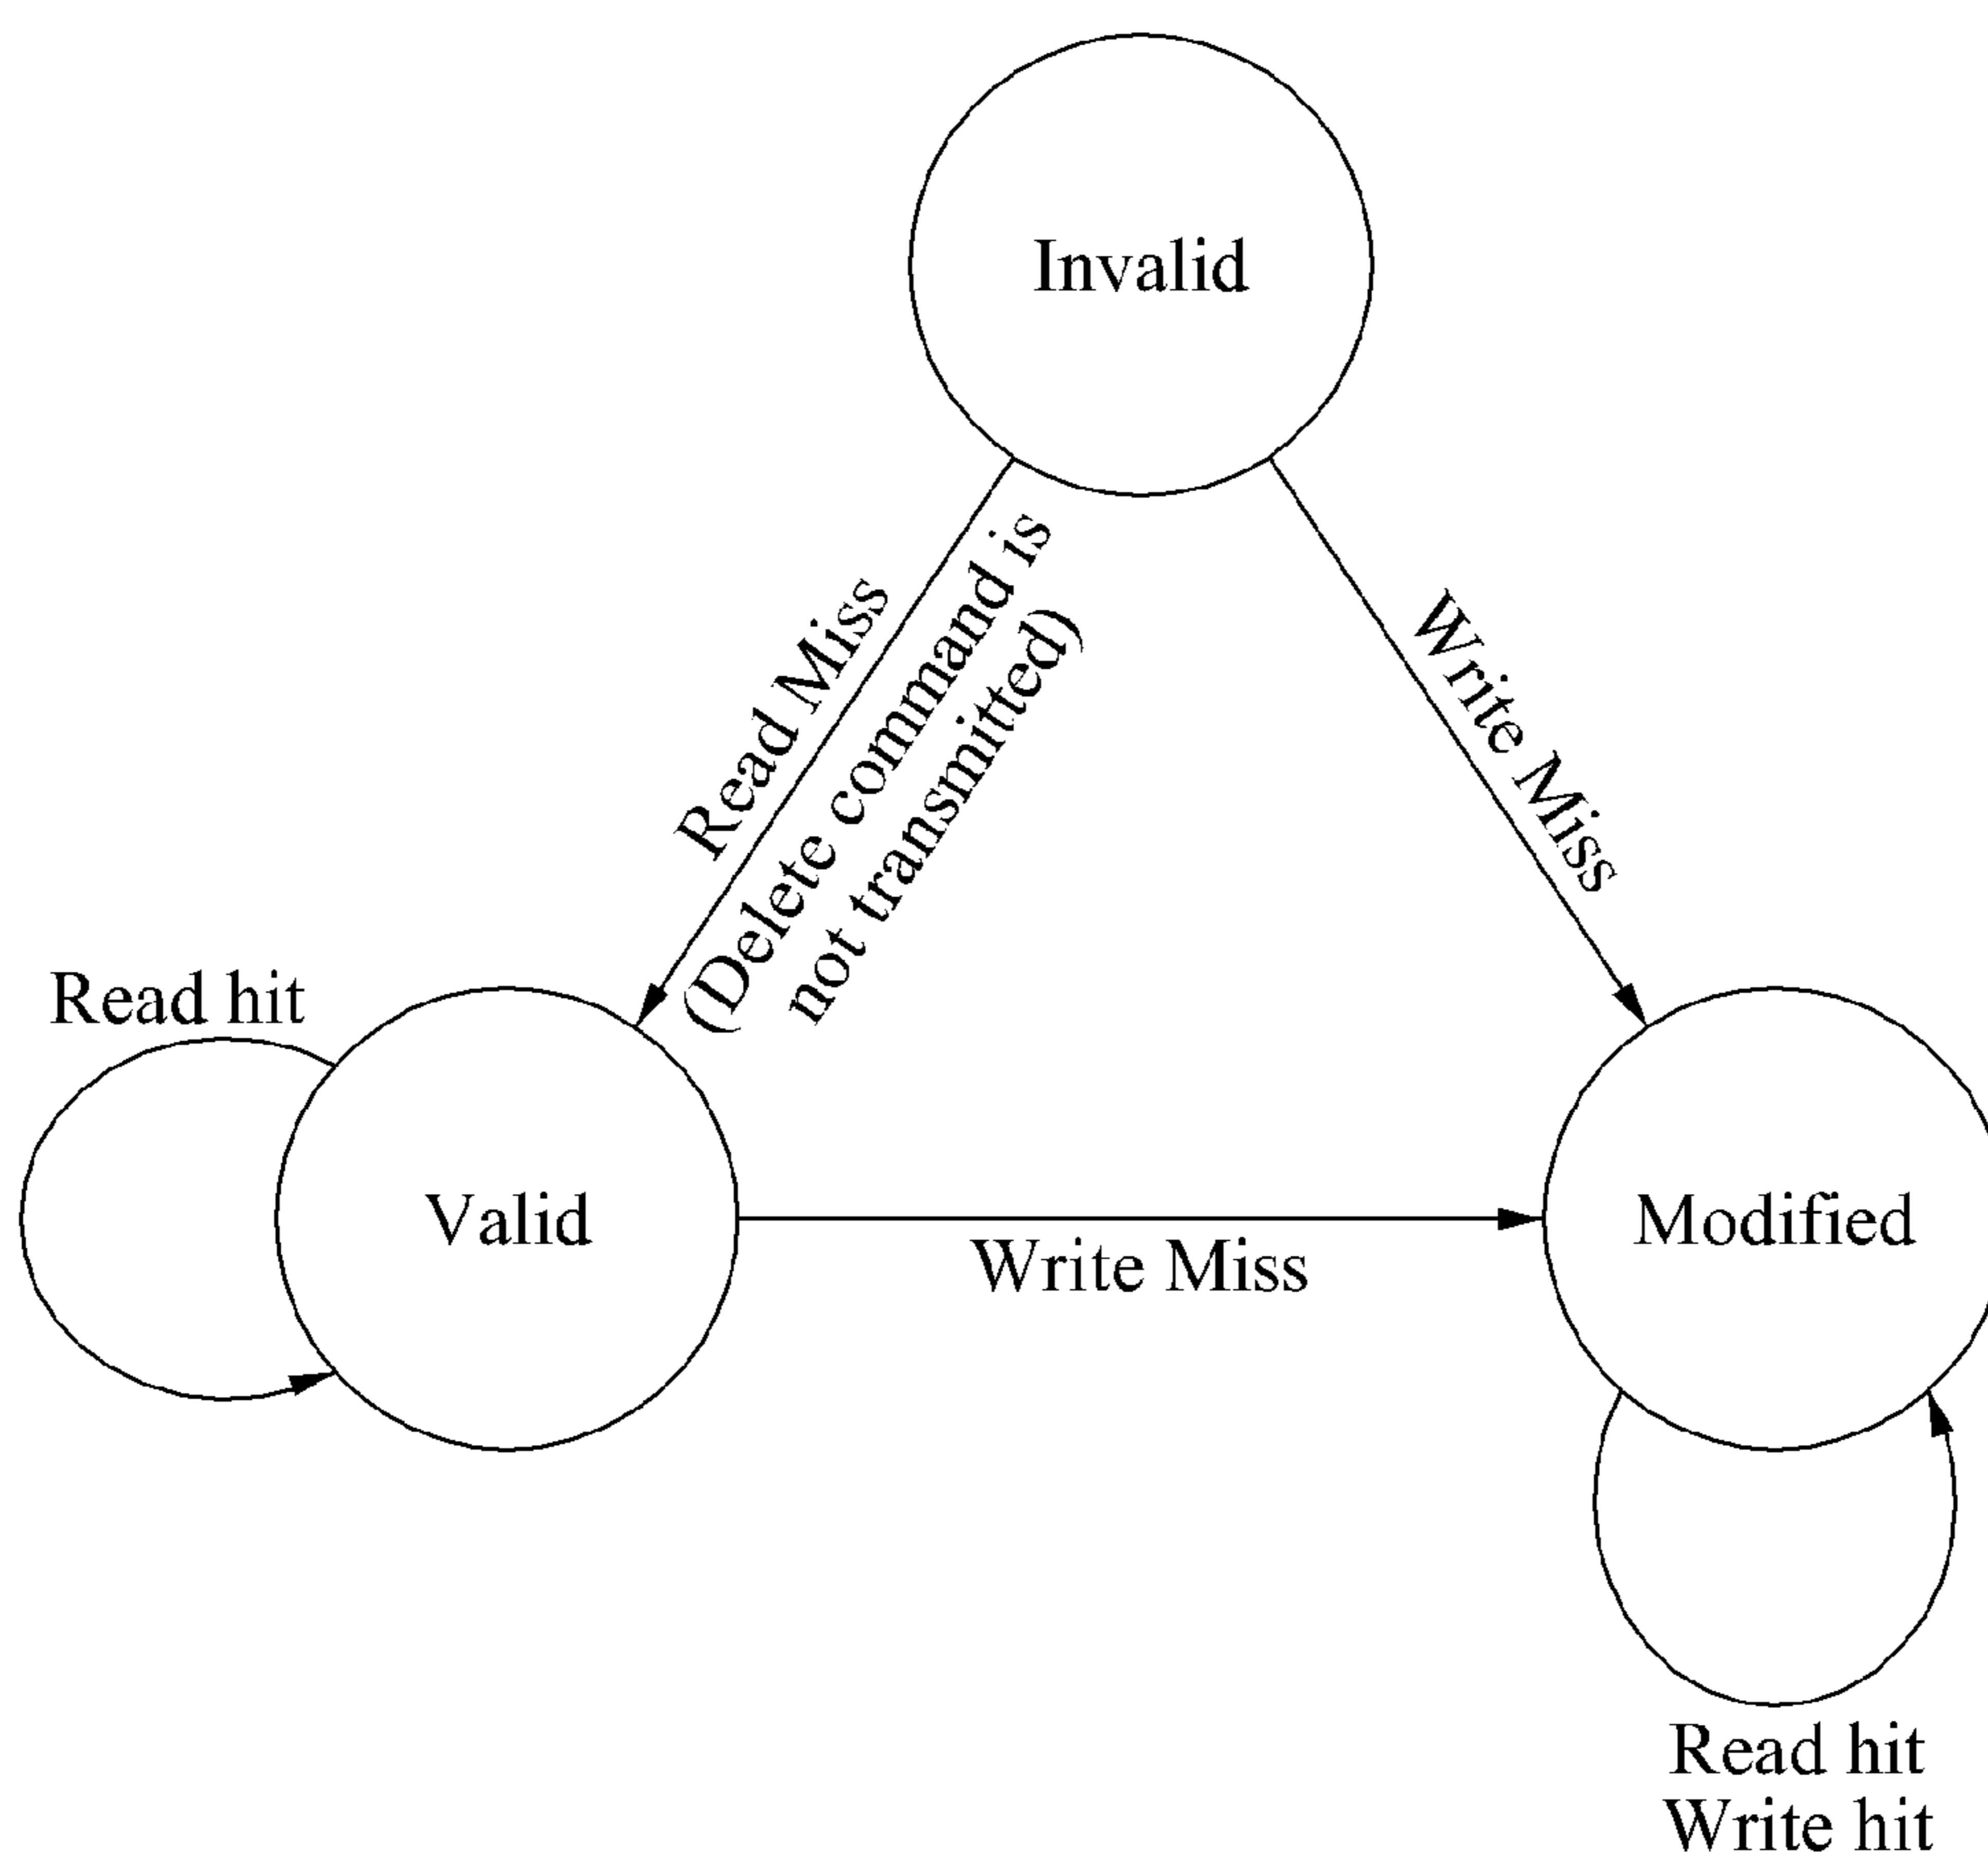 Invalid
Read Miss
(Delete command is
not transmitted)
Write Miss
Read hit
Valid
Write Miss
Modified
Read hit
Write hit